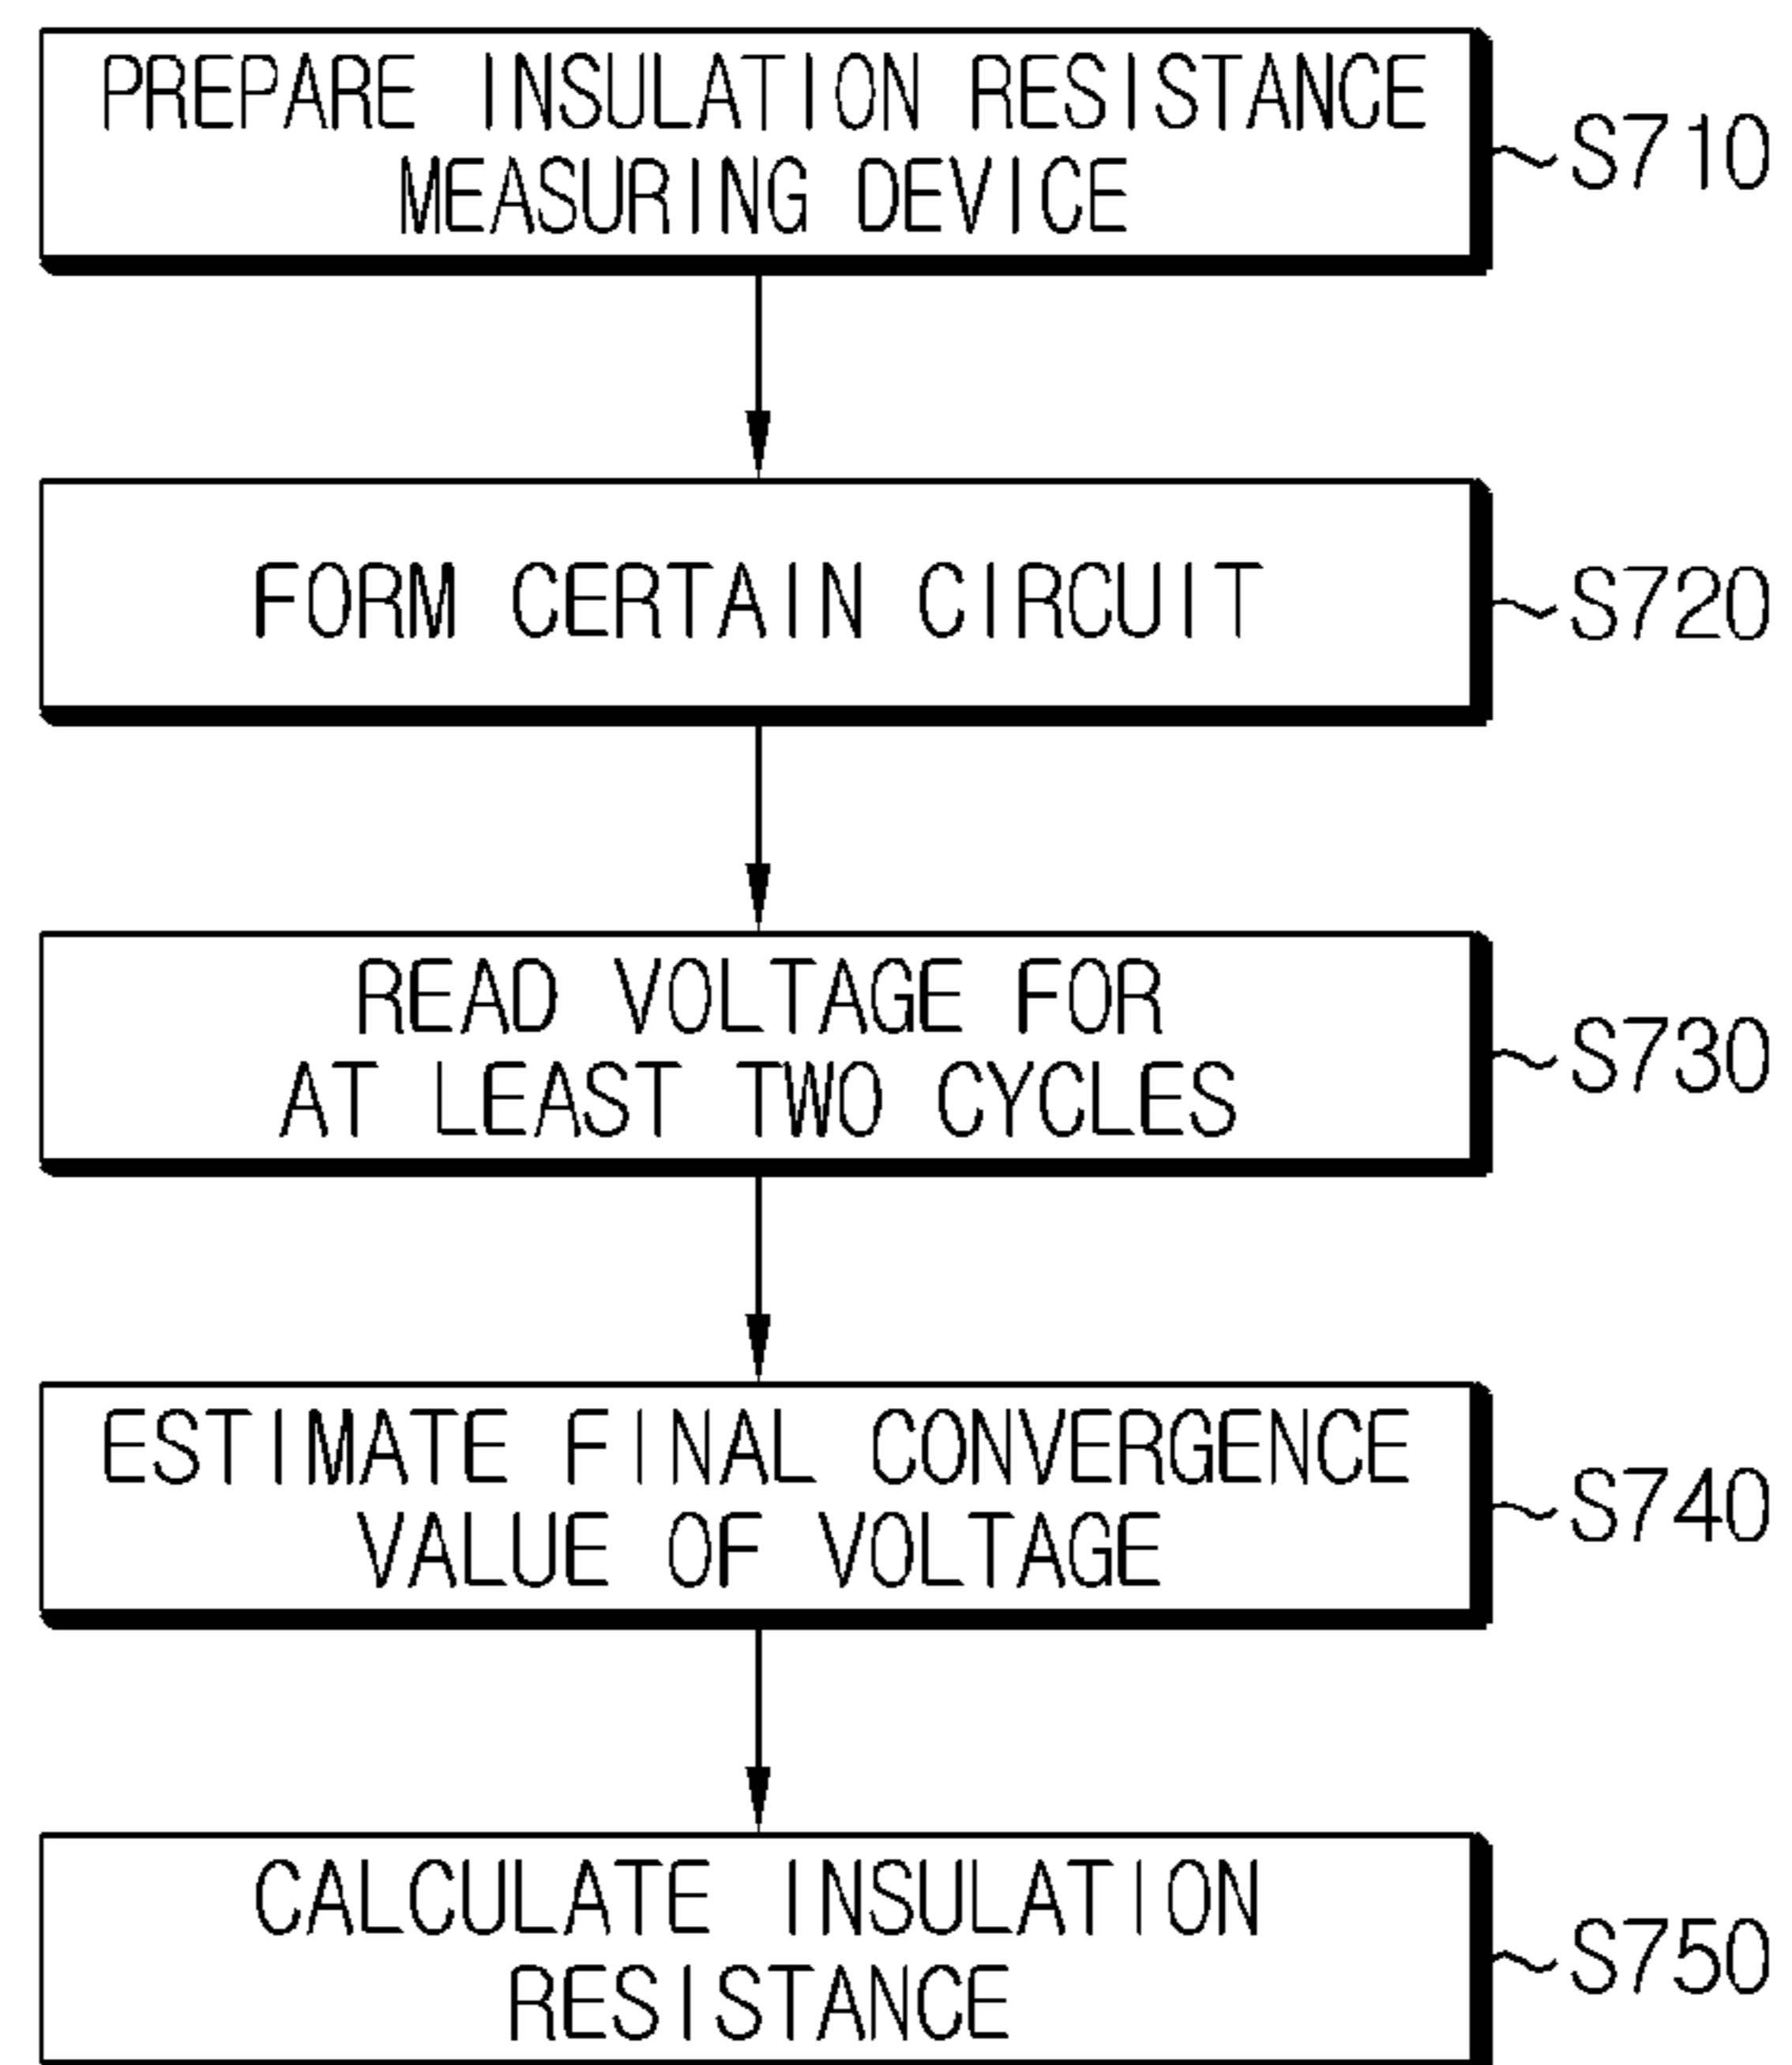 PREPARE INSULATION RESISTANCE
MEASURING DEVICE
S710
FORM CERTAIN CIRCUIT
S720
READ VOLTAGE FOR
AT LEAST TWO CYCLES
S730
ESTIMATE FINAL CONVERGENCE
VALUE OF VOLTAGE
S740
CALCULATE INSULATION
RESISTANCE
S750